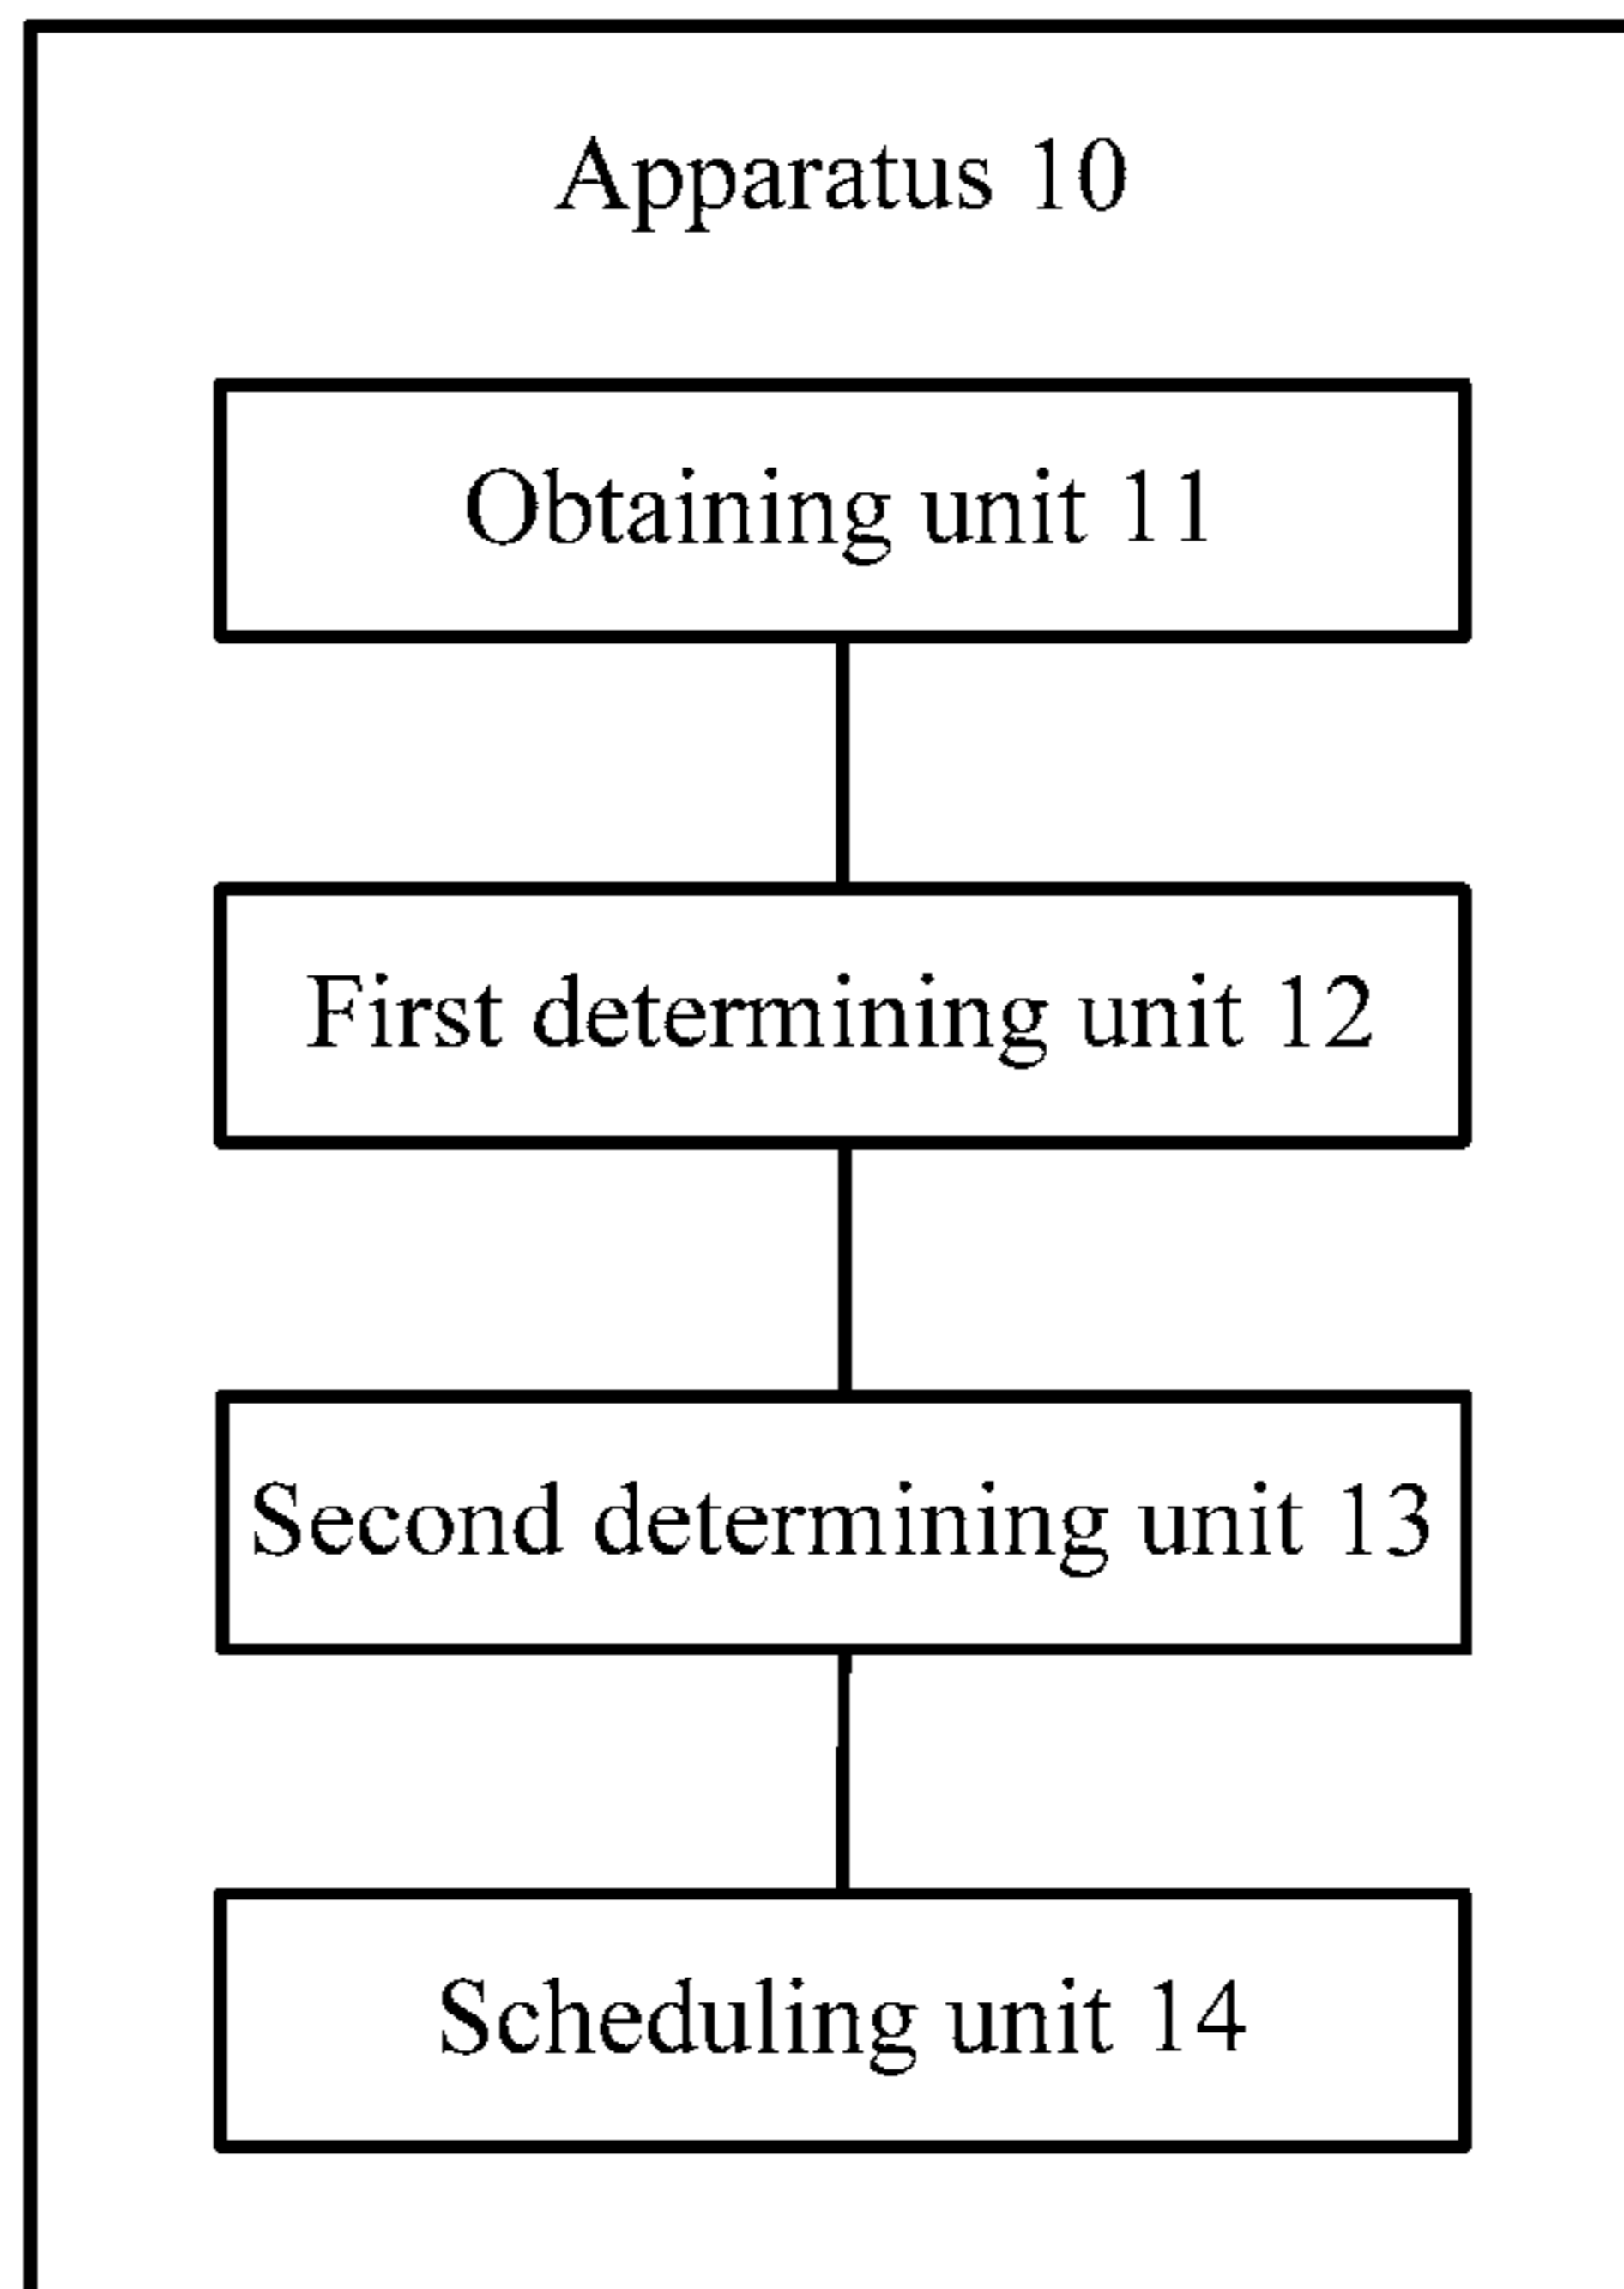 Apparatus 10
Obtaining unit 11
First determining unit 12
Second determining unit 13
Scheduling unit 14